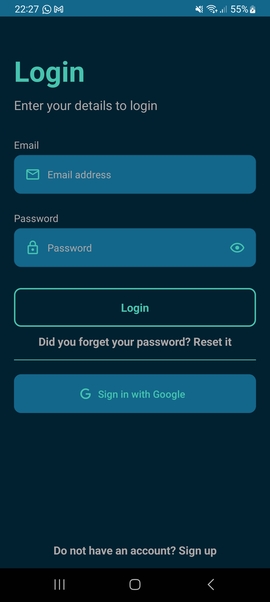 22:27 55%
Login
Enter your details to login
Email
Email address
Password
Password
Login
Did you forget your password? Reset it
G Sign in with Google
Do not have an account? Sign up